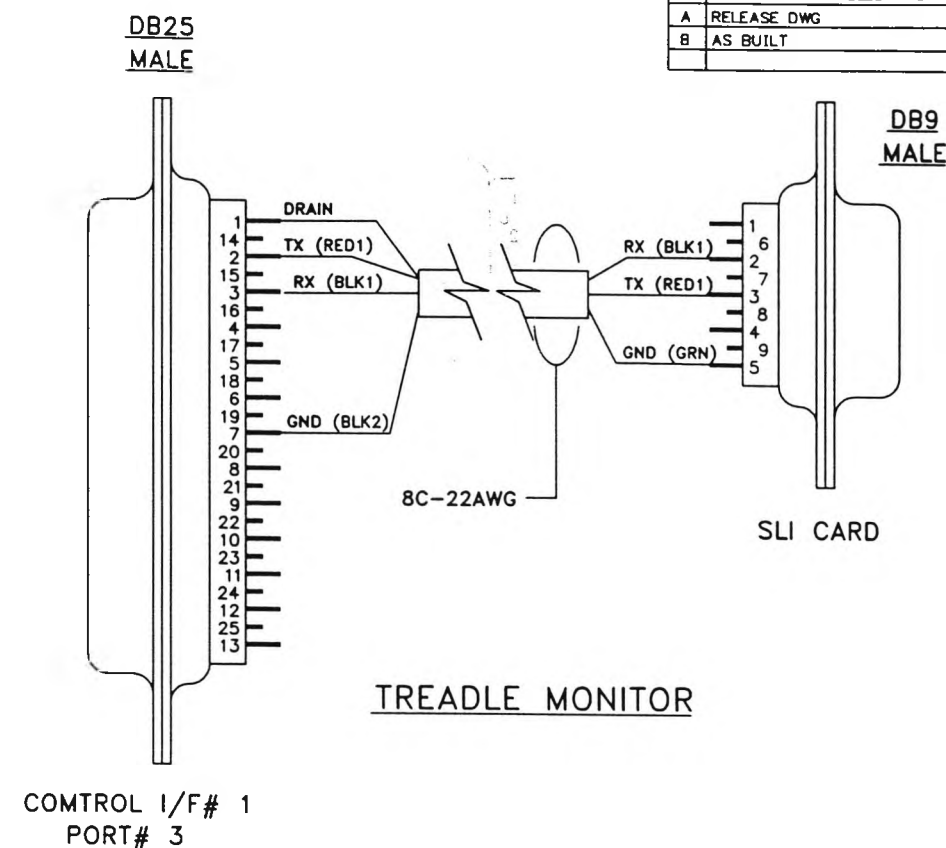 A RELEASE DWG
B AS BUILT
DB25
MALE
DB9
MALE
1 DRAIN
14
2 TX (RED1)
15
3 RX (BLK1)
16
4
17
5
18
6
19
7 GND (BLK2)
20
8
21
9
22
10
23
11
24
12
25
13
1
6
RX (BLK1) 2
7
TX (RED1) 3
8
4
9
GND (GRN) 5
8C-22AWG
SLI CARD
TREADLE MONITOR
COMTROL I/F# 1
PORT# 3